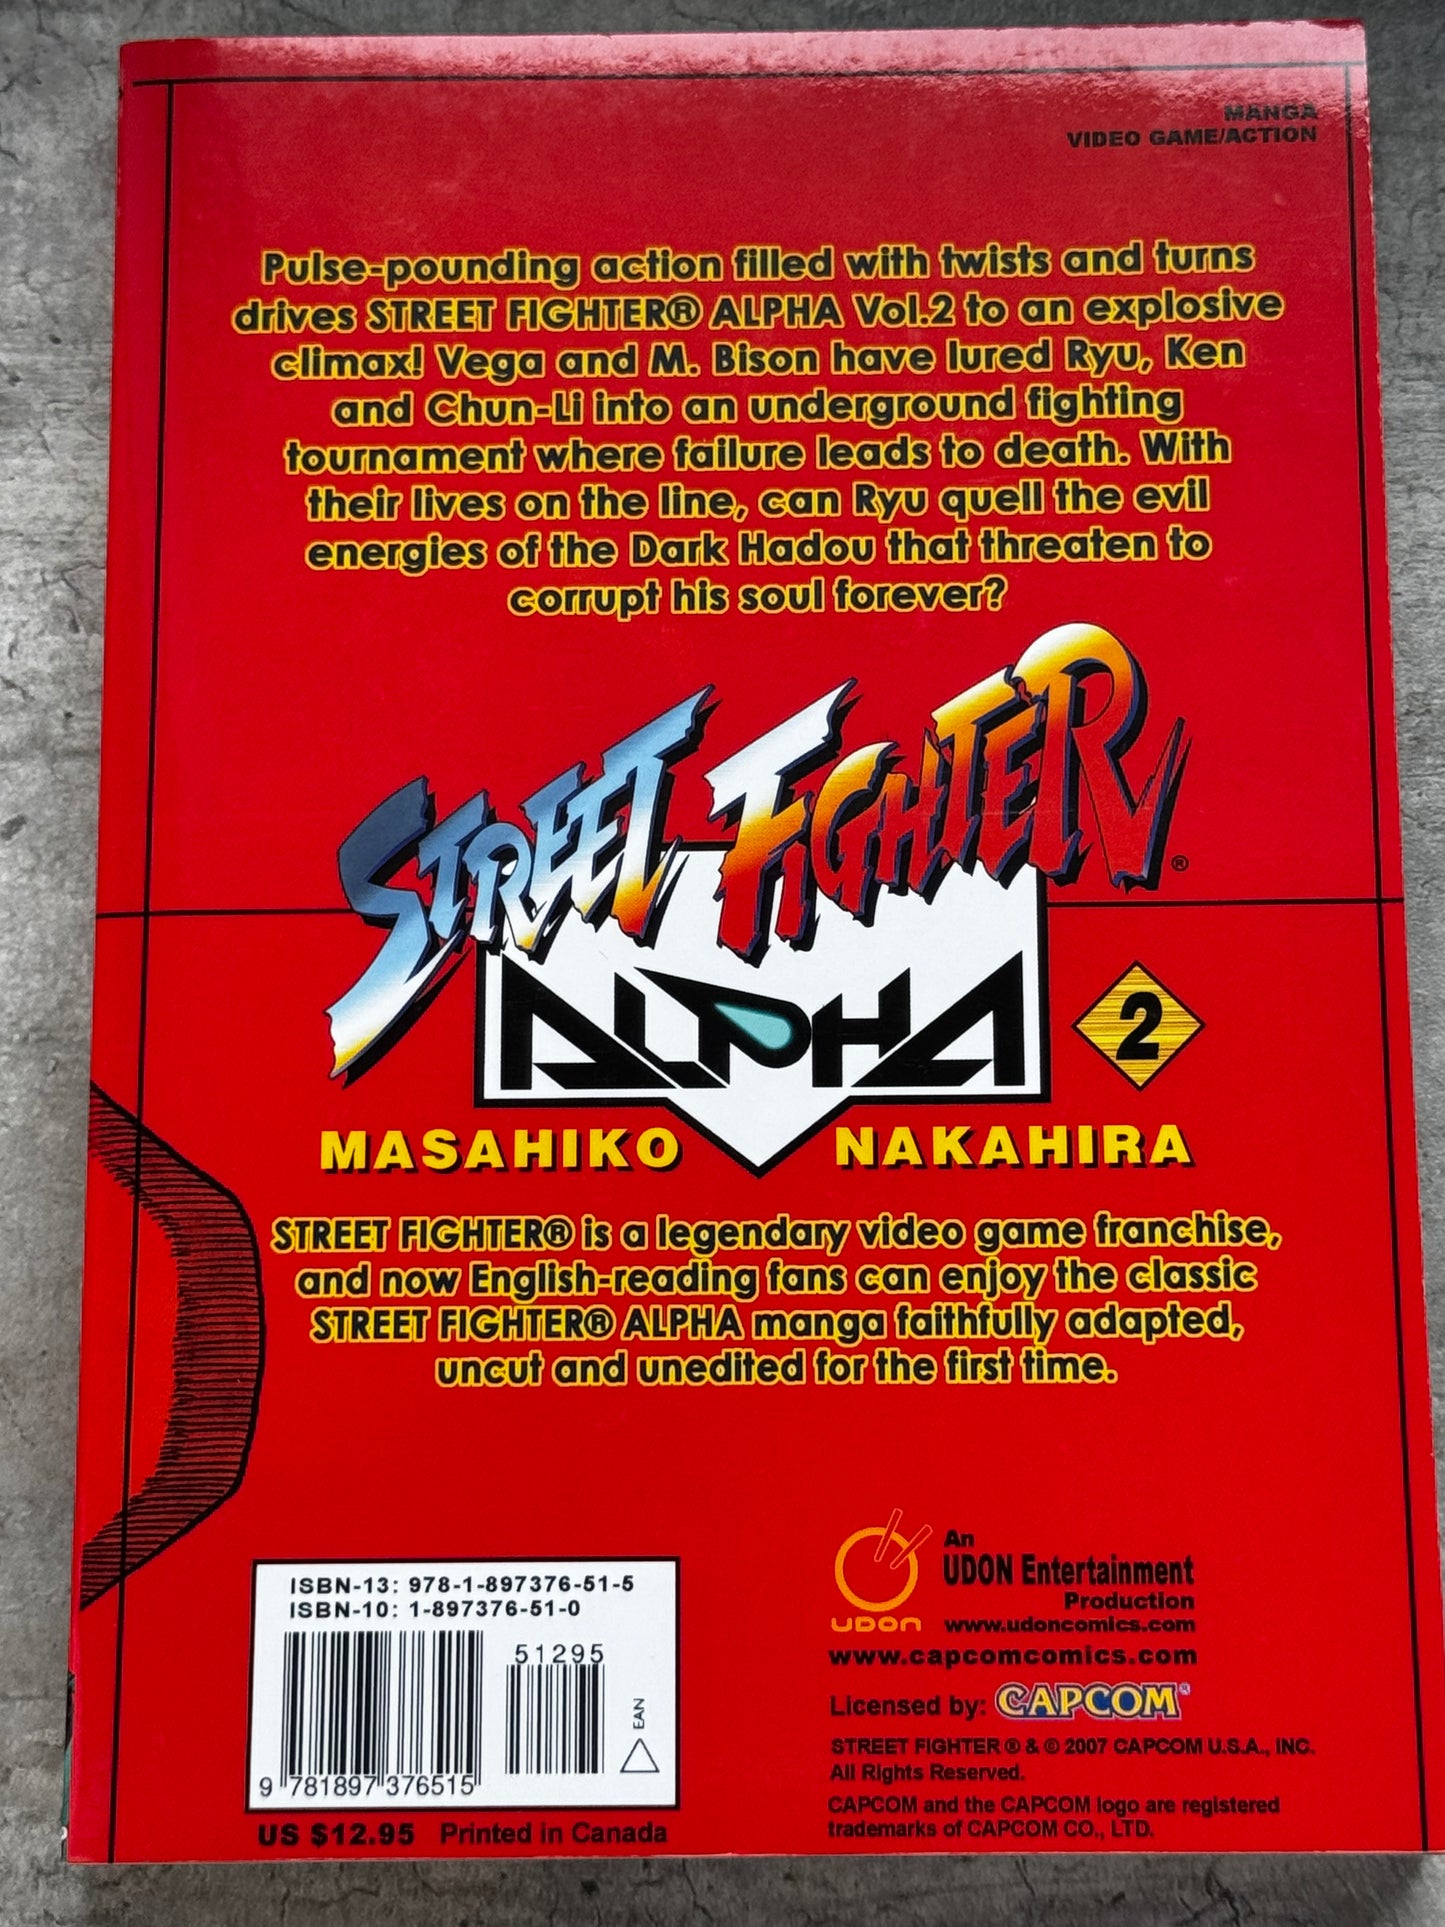 MANGA
VIDEO GAME/ACTION
Pulse-pounding action filled with twists and turns
drives STREET FIGHTER® ALPHA Vol.2 to an explosive
climax! Vega and M. Bison have lured Ryu, Ken
and Chun-Li into an underground fighting
tournament where failure leads to death. With
their lives on the line, can Ryu quell the evil
energies of the Dark Hadou that threaten to
corrupt his soul forever?
STREET FIGHTER®
ALPHA 2
MASAHIKO NAKAHIRA
STREET FIGHTER® is a legendary video game franchise,
and now English-reading fans can enjoy the classic
STREET FIGHTER® ALPHA manga faithfully adapted,
uncut and unedited for the first time.
ISBN-13: 978-1-897376-51-5
ISBN-10: 1-897376-51-0
51295
EAN
9 781897 376515
US $12.95 Printed in Canada
UDON
An
UDON Entertainment
Production
www.udoncomics.com
www.capcomcomics.com
Licensed by: CAPCOM®
STREET FIGHTER ® & © 2007 CAPCOM U.S.A., INC.
All Rights Reserved.
CAPCOM and the CAPCOM logo are registered
trademarks of CAPCOM CO., LTD.